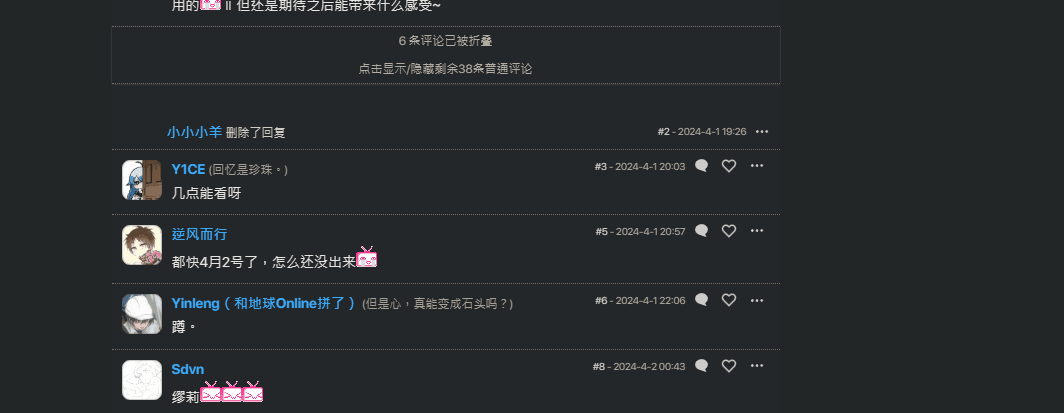 用的 ‖ 但还是期待之后能带来什么感受~
6 条评论已被折叠
点击显示/隐藏剩余38条普通评论
小小小羊 删除了回复 #2 - 2024-4-1 19:26
Y1CE (回忆是珍珠。) #3 - 2024-4-1 20:03
几点能看呀
逆风而行 #5 - 2024-4-1 20:57
都快4月2号了，怎么还没出来
Yinleng（和地球Online拼了）(但是心，真能变成石头吗？) #6 - 2024-4-1 22:06
蹲。
Sdvn #8 - 2024-4-2 00:43
缪莉